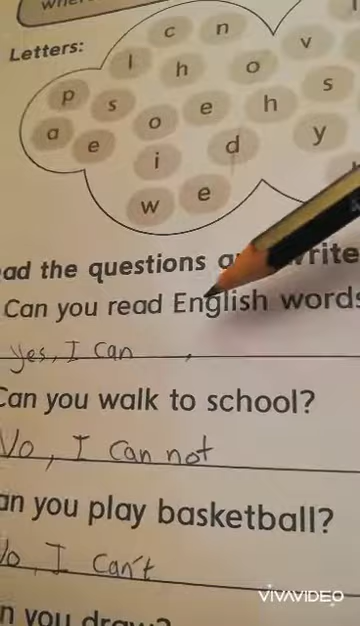 Letters:
c n
l h o v
p s e h s
a e o i d y
w e
ad the questions a write
Can you read English words
yes, I can
Can you walk to school?
No, I can not
an you play basketball?
No, I can't
n you draw?
VIVAVIDEO